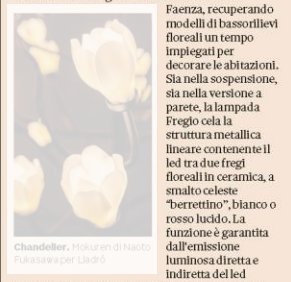 Faenza, recuperando
modelli di bassorilievi
floreali un tempo
impiegati per
decorare le abitazioni.
Sia nella sospensione,
sia nella versione a
parete, la lampada
Fregio cela la
struttura metallica
lineare contenente il
led tra due fregi
floreali in ceramica, a
smalto celeste
“berrettino”, bianco o
rosso lucido. La
funzione è garantita
dall'emissione
luminosa diretta e
indiretta del led
Chandelier. Mokuren di Naoto
Fukasawa per Lladró